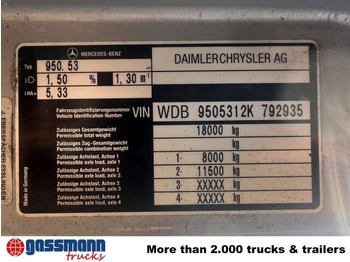 MERCEDES-BENZ
DAIMLERCHRYSLER AG
Typ 950.53
1,50 % 1,30 m
iHA= 5,33
Fahrzeugidentifizierungsnummer
Vehicle Identification Number
VIN WDB 9505312K 792935
Zulässiges Gesamtgewicht
Permissible total weight
18000 kg
Zulässiges Gesamtgewicht
Permissible combination weight
kg
Zulässige Achslast, Achse 1
Permissible axle load, axle 1
1- 8000 kg
Zulässige Achslast, Achse 2
Permissible axle load, axle 2
2- 11500 kg
Zulässige Achslast, Achse 3
Permissible axle load, axle 3
3- XXXXX kg
Zulässige Achslast, Achse 4
Permissible axle load, axle 4
4- XXXXX kg
Made in Germany
J. EBERSPÄCHER ESSLINGEN
gassmann
trucks
More than 2.000 trucks & trailers